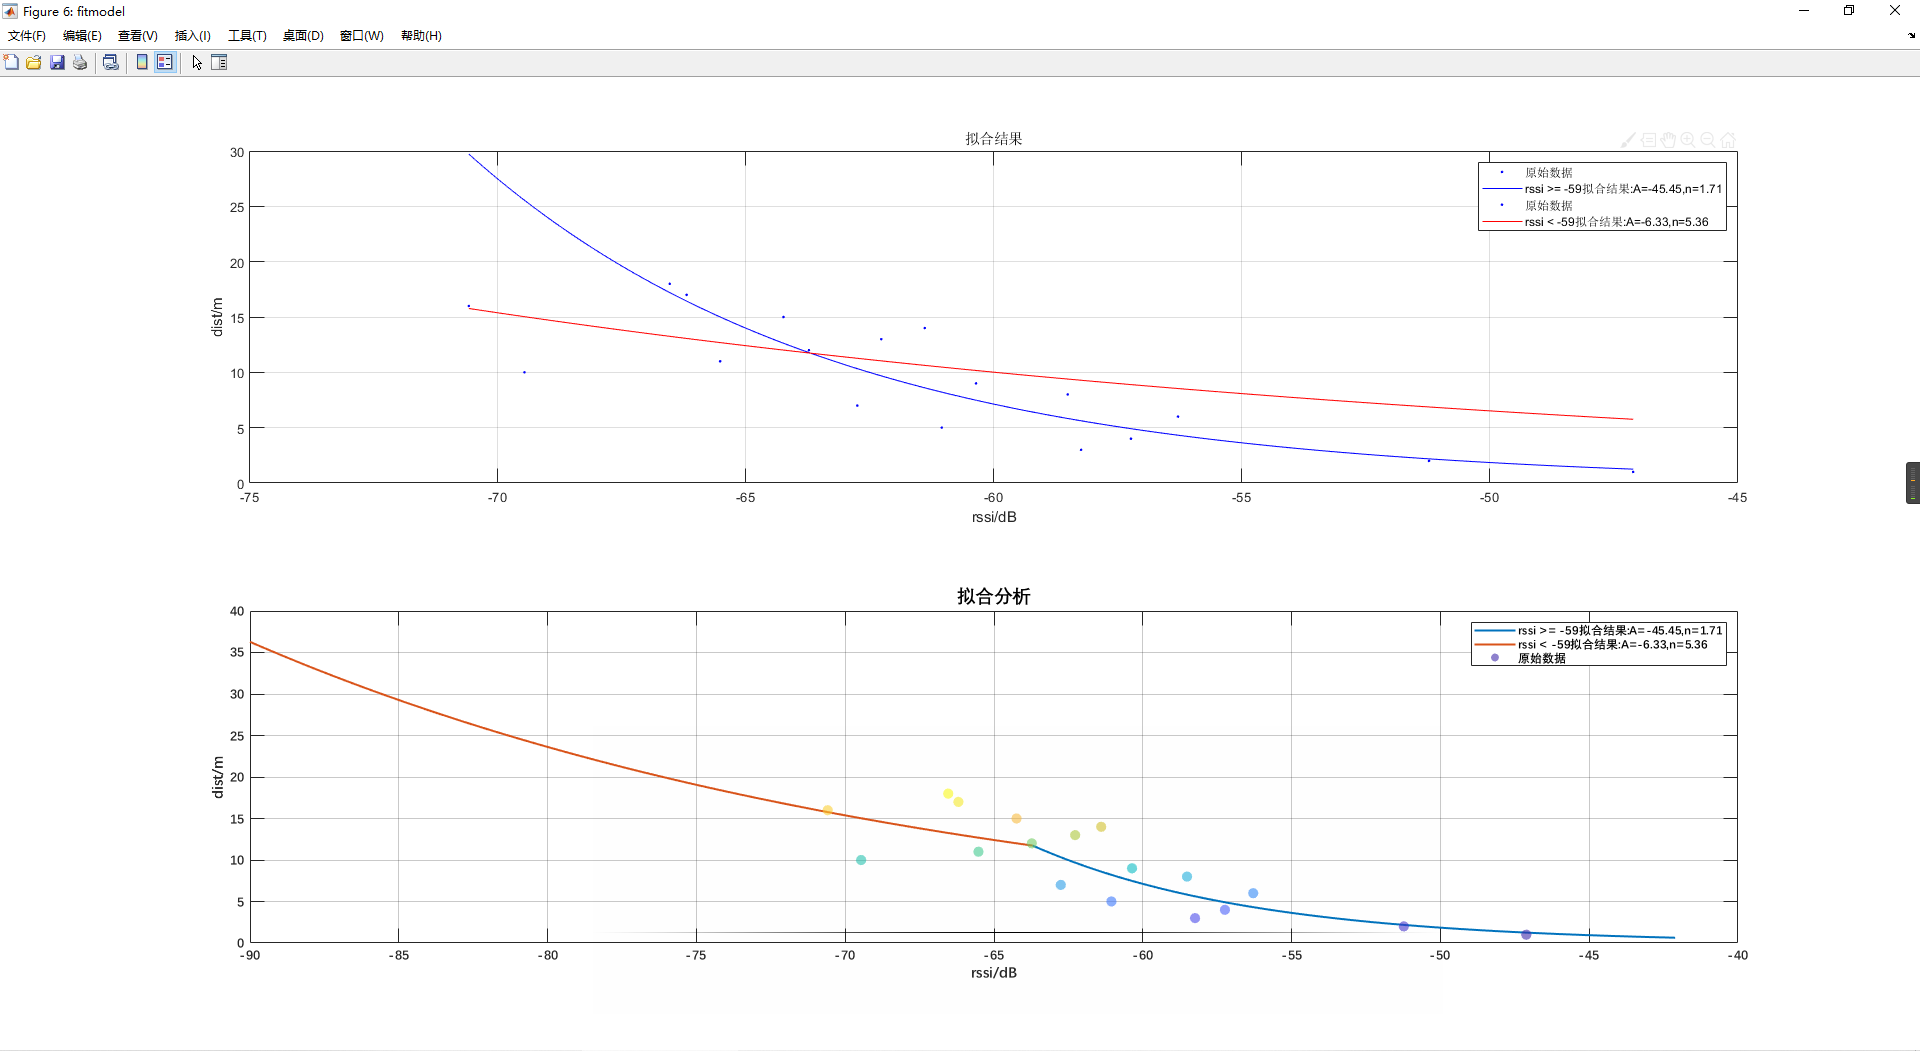 Figure 6: fitmodel
文件(F) 编辑(E) 查看(V) 插入(I) 工具(T) 桌面(D) 窗口(W) 帮助(H)
拟合结果
原始数据
rssi >= -59拟合结果:A=-45.45,n=1.71
原始数据
rssi < -59拟合结果:A=-6.33,n=5.36
30
25
20
15
10
5
0
dist/m
-75 -70 -65 -60 -55 -50 -45
rssi/dB
拟合分析
rssi >= -59拟合结果:A=-45.45,n=1.71
rssi < -59拟合结果:A=-6.33,n=5.36
原始数据
40
35
30
25
20
15
10
5
0
dist/m
-90 -85 -80 -75 -70 -65 -60 -55 -50 -45 -40
rssi/dB